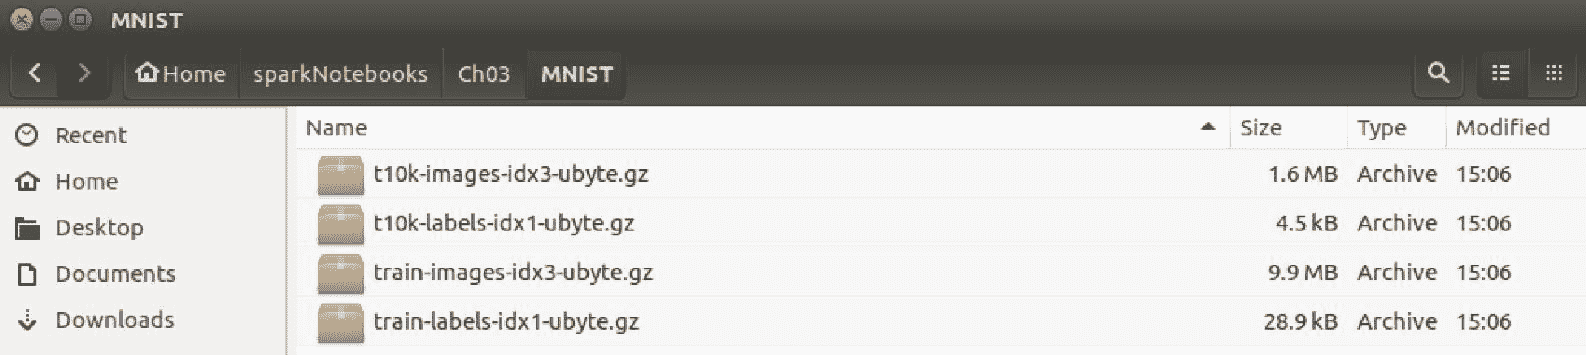 MNIST
Home sparkNotebooks Ch03 MNIST
Recent
Home
Desktop
Documents
Downloads
Name Size Type Modified
t10k-images-idx3-ubyte.gz 1.6 MB Archive 15:06
t10k-labels-idx1-ubyte.gz 4.5 kB Archive 15:06
train-images-idx3-ubyte.gz 9.9 MB Archive 15:06
train-labels-idx1-ubyte.gz 28.9 kB Archive 15:06